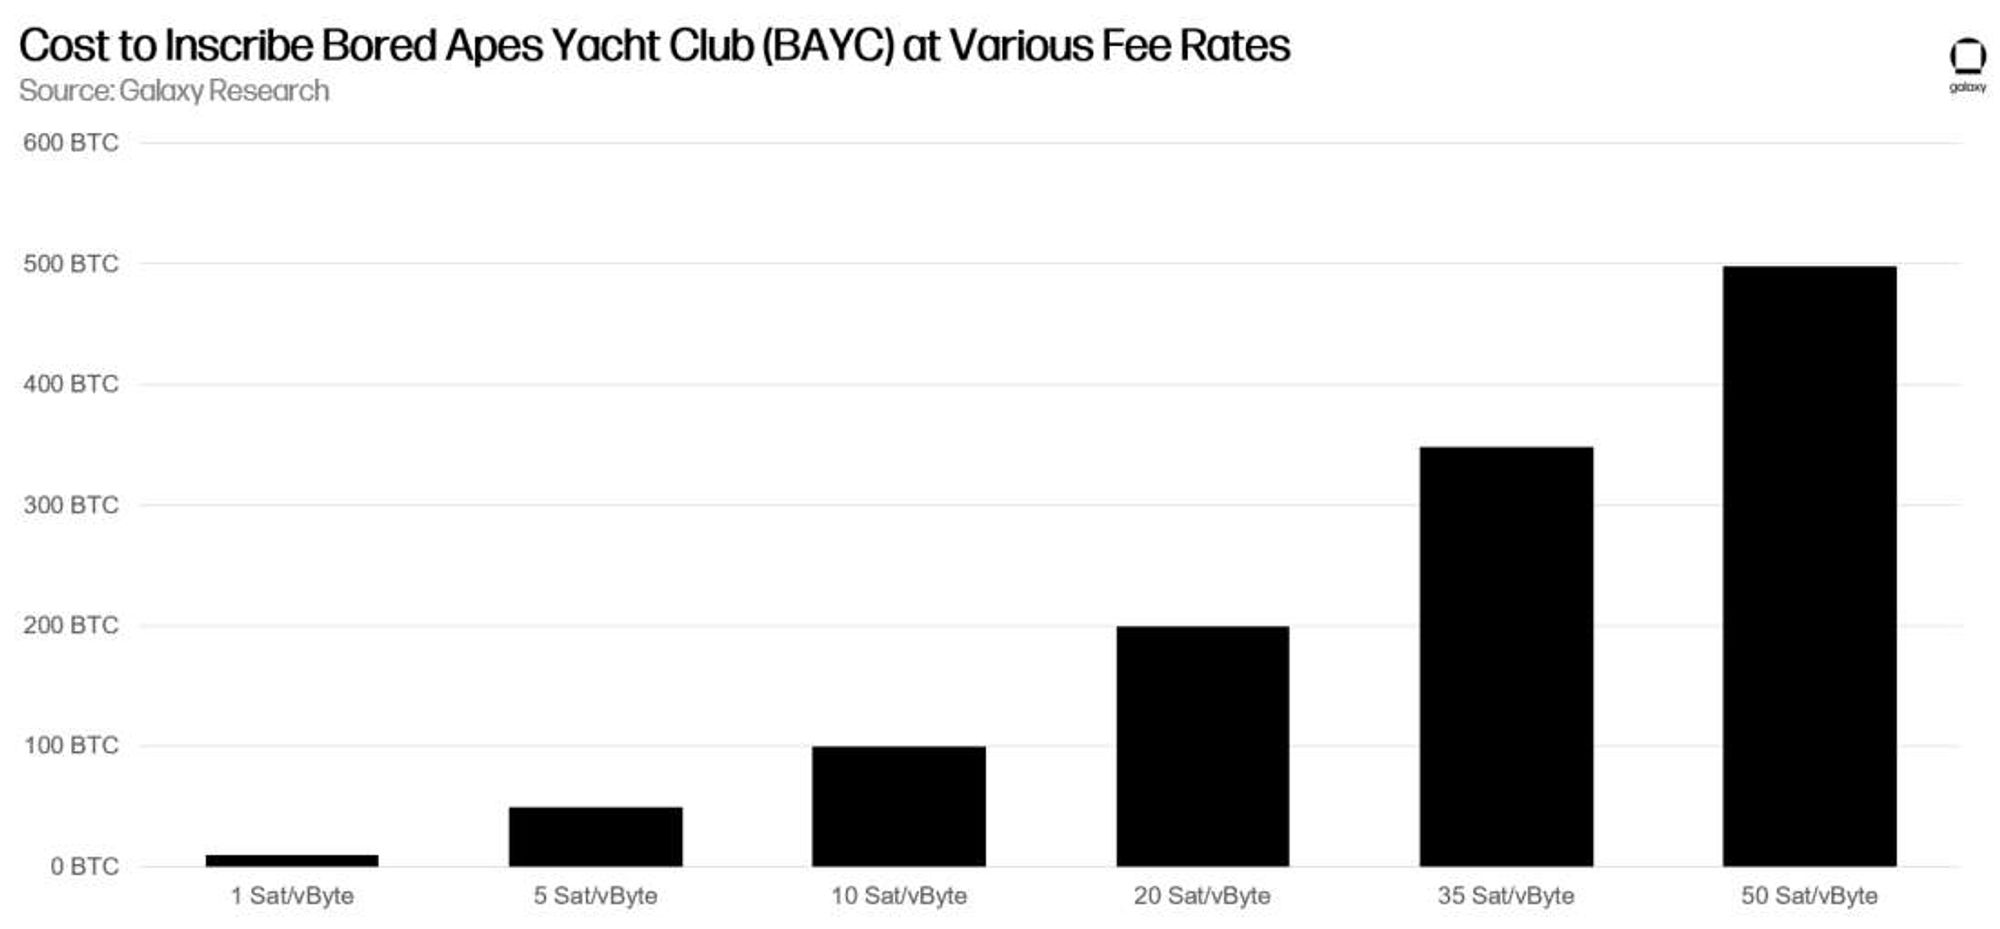 Cost to Inscribe Bored Apes Yacht Club (BAYC) at Various Fee Rates
Source: Galaxy Research
galaxy
600 BTC
500 BTC
400 BTC
300 BTC
200 BTC
100 BTC
0 BTC
1 Sat/vByte
5 Sat/vByte
10 Sat/vByte
20 Sat/vByte
35 Sat/vByte
50 Sat/vByte